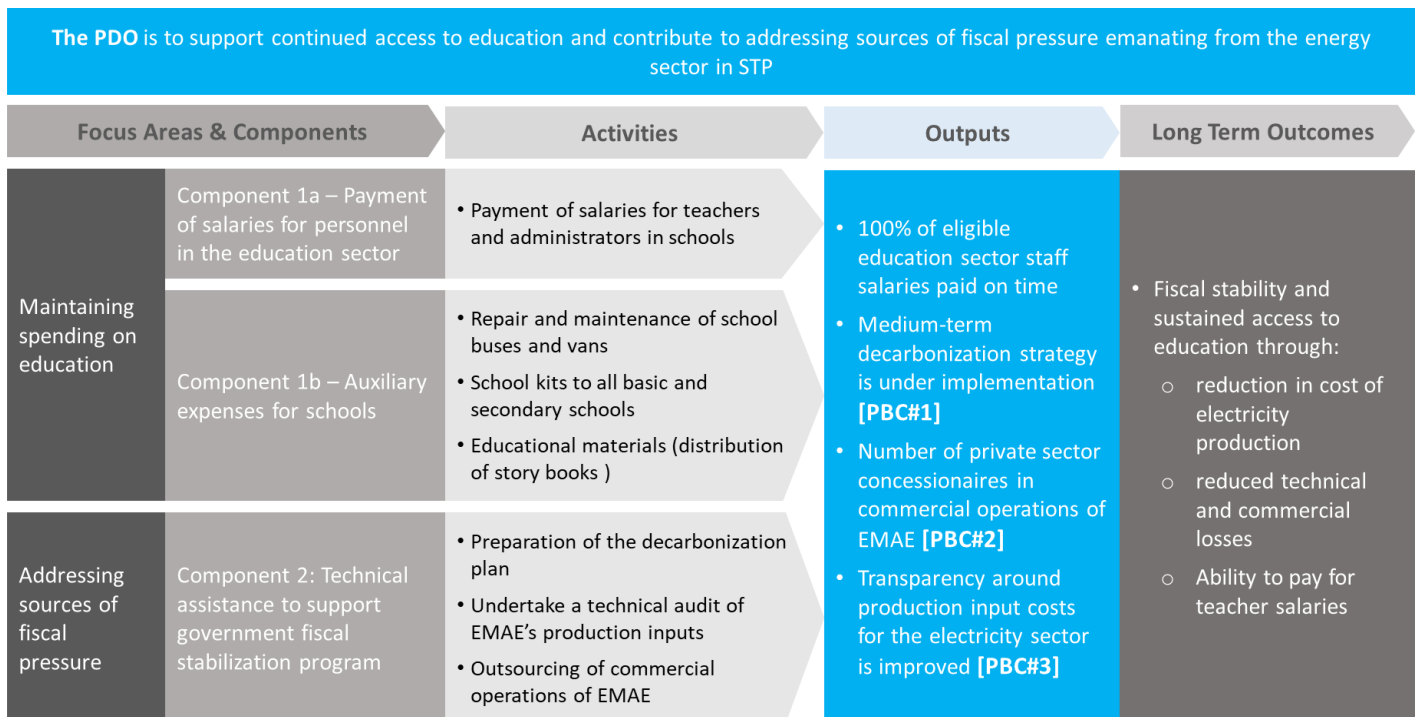 The PDO is to support continued access to education and contribute to addressing sources of fiscal pressure emanating from the energy
sector in STP
Focus Areas & Components
Activities
Outputs
Long Term Outcomes
Maintaining
spending on
education
Component 1a – Payment
of salaries for personnel
in the education sector
• Payment of salaries for teachers
and administrators in schools
Component 1b – Auxiliary
expenses for schools
• Repair and maintenance of school
buses and vans
• School kits to all basic and
secondary schools
• Educational materials (distribution
of story books )
Addressing
sources of
fiscal
pressure
Component 2: Technical
assistance to support
government fiscal
stabilization program
• Preparation of the decarbonization
plan
• Undertake a technical audit of
EMAE’s production inputs
• Outsourcing of commercial
operations of EMAE
• 100% of eligible
education sector staff
salaries paid on time
• Medium-term
decarbonization strategy
is under implementation
[PBC#1]
• Number of private sector
concessionaires in
commercial operations of
EMAE [PBC#2]
• Transparency around
production input costs
for the electricity sector
is improved [PBC#3]
• Fiscal stability and
sustained access to
education through:
o reduction in cost of
electricity
production
o reduced technical
and commercial
losses
o Ability to pay for
teacher salaries